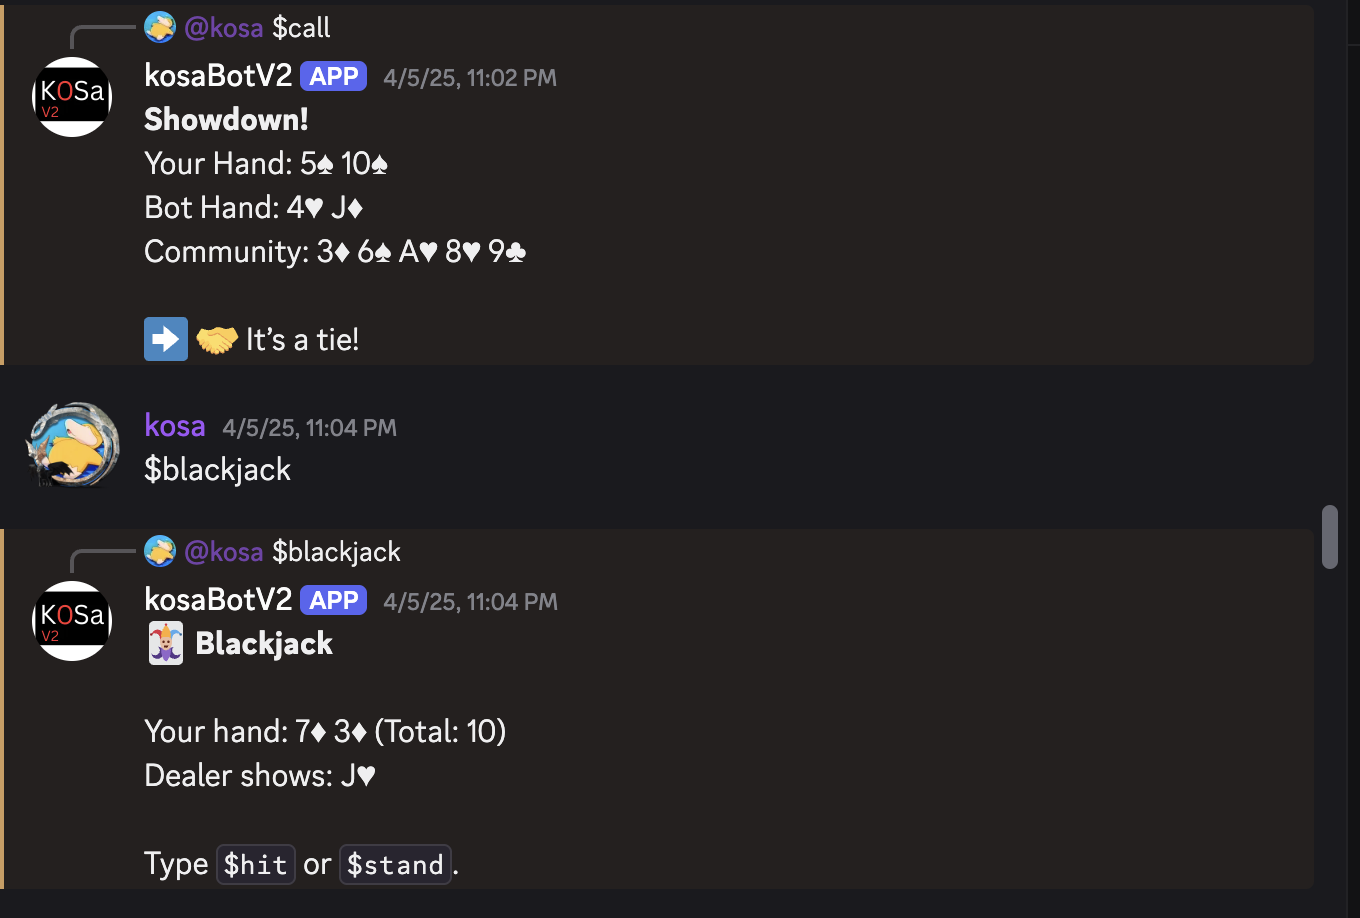 @kosa $call
KOSa
V2
kosaBotV2 APP 4/5/25, 11:02 PM
Showdown!
Your Hand: 5♠ 10♠
Bot Hand: 4♥ J♦
Community: 3♦ 6♠ A♥ 8♥ 9♣
➡️ 🤝 It’s a tie!
kosa 4/5/25, 11:04 PM
$blackjack
@kosa $blackjack
KOSa
V2
kosaBotV2 APP 4/5/25, 11:04 PM
🃏 Blackjack
Your hand: 7♦ 3♦ (Total: 10)
Dealer shows: J♥
Type $hit or $stand.